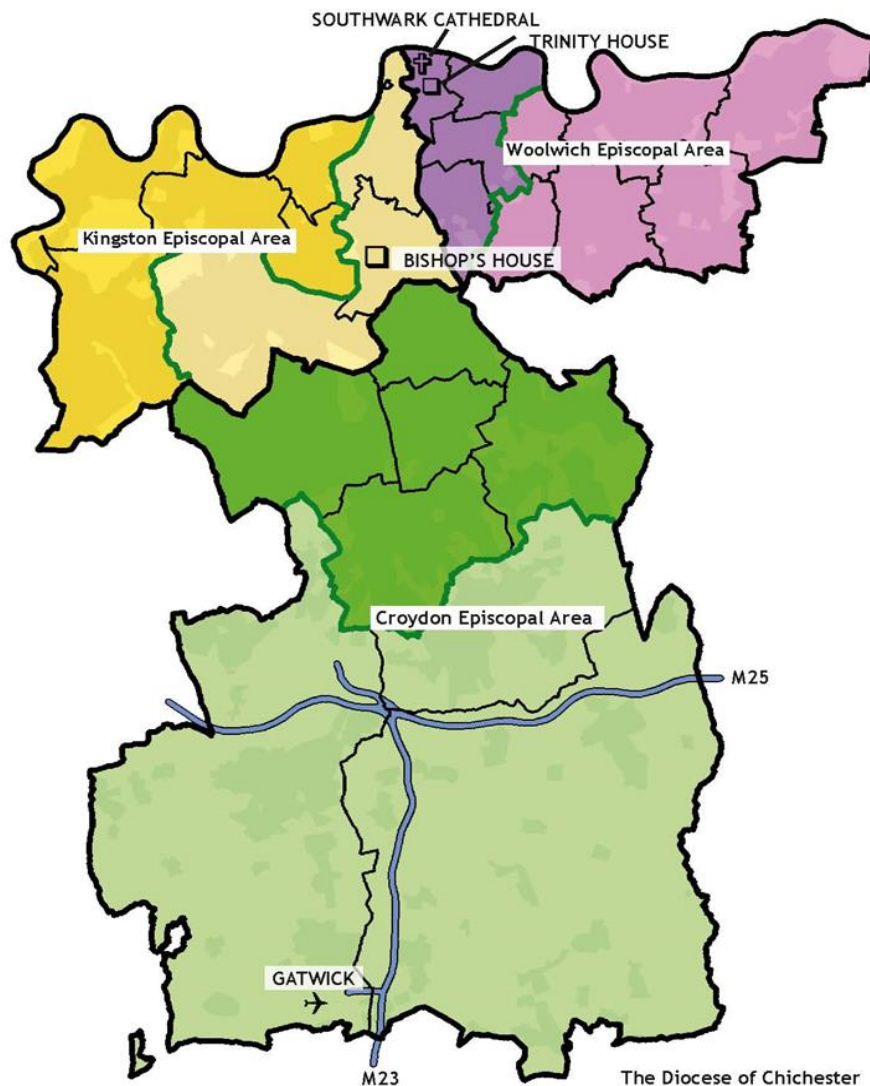 SOUTHWARK CATHEDRAL
TRINITY HOUSE
Woolwich Episcopal Area
Kingston Episcopal Area
BISHOP'S HOUSE
Croydon Episcopal Area
M25
GATWICK
M23
The Diocese of Chichester